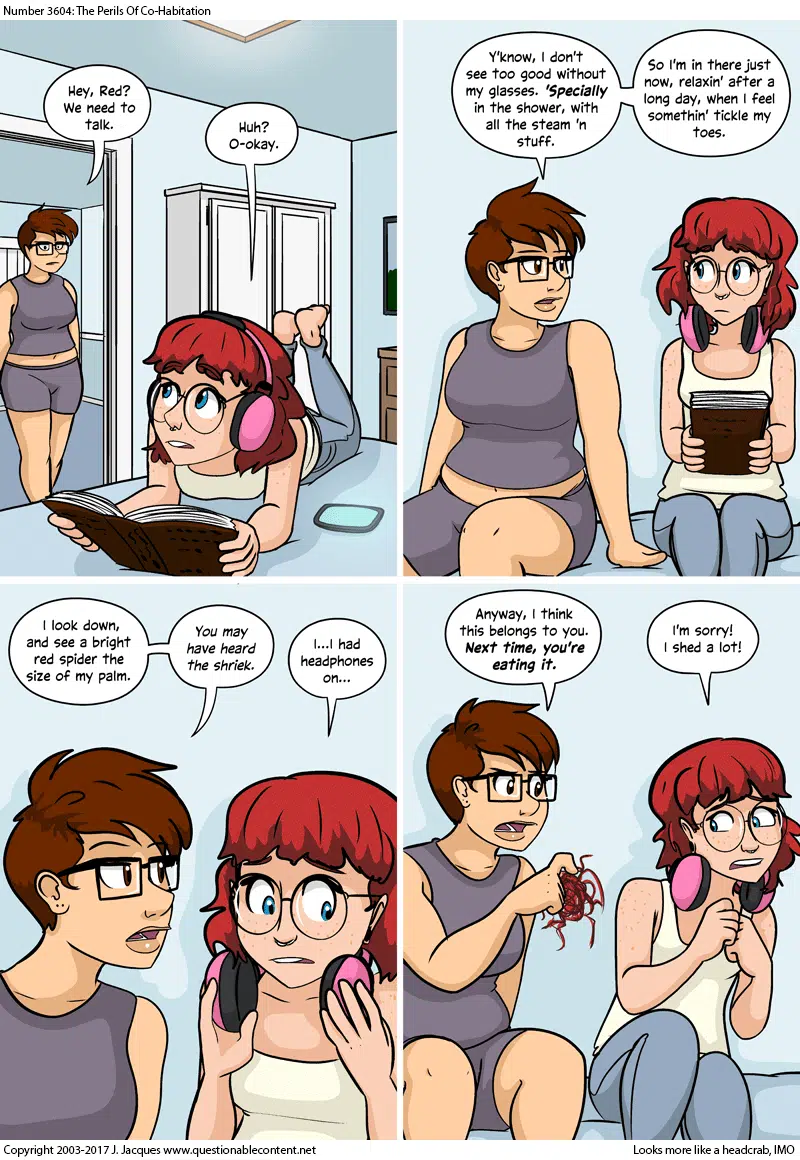 Number 3604: The Perils Of Co-Habitation
Hey, Red?
We need to
talk.
Huh?
O-okay.
Y'know, I don't
see too good without
my glasses. 'Specially
in the shower, with
all the steam 'n
stuff.
So I'm in there just
now, relaxin' after a
long day, when I feel
somethin' tickle my
toes.
I look down,
and see a bright
red spider the
size of my palm.
You may
have heard
the shriek.
I...I had
headphones
on...
Anyway, I think
this belongs to you.
Next time, you're
eating it.
I'm sorry!
I shed a lot!
Copyright 2003-2017 J. Jacques www.questionablecontent.net
Looks more like a headcrab, IMO